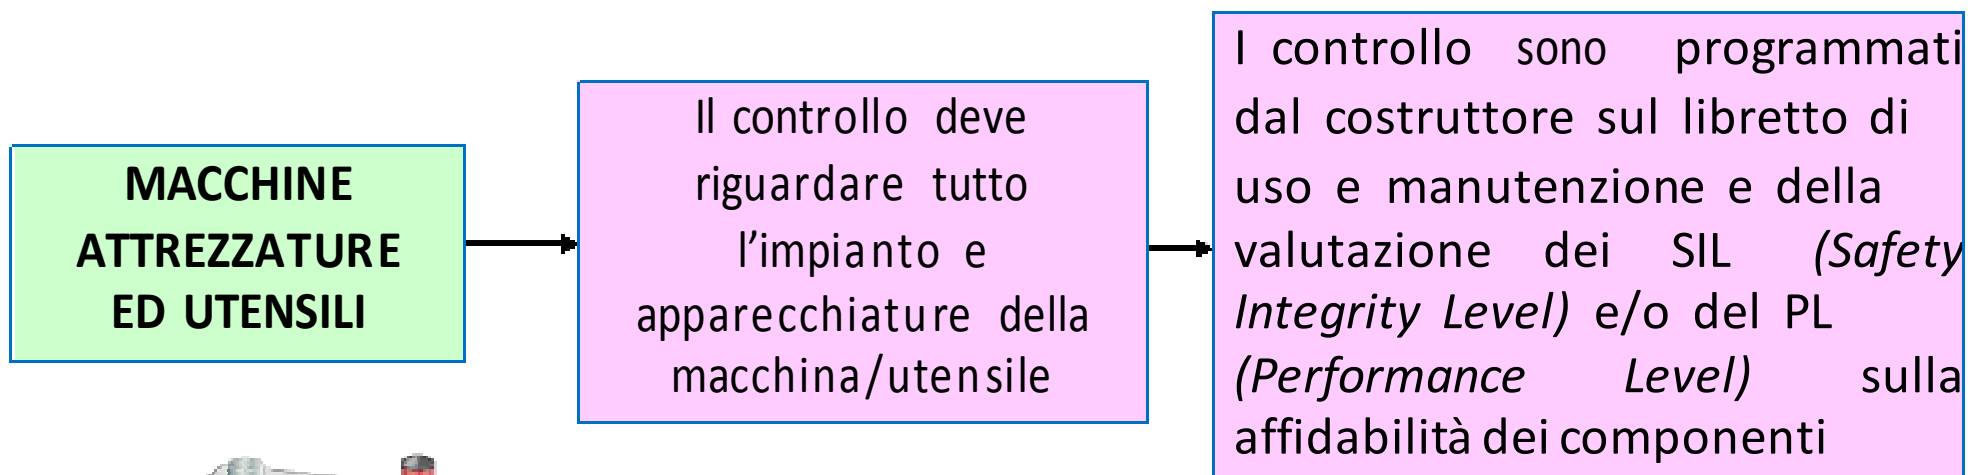 MACCHINE
ATTREZZATURE
ED UTENSILI
Il controllo deve
riguardare tutto
l’impianto e
apparecchiature della
macchina/utensile
I controllo sono programmati
dal costruttore sul libretto di
uso e manutenzione e della
valutazione dei SIL (Safety
Integrity Level) e/o del PL
(Performance Level) sulla
affidabilità dei componenti